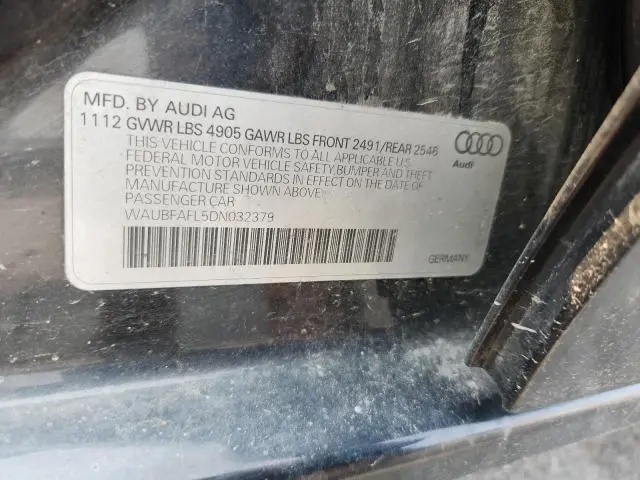 MFD. BY AUDI AG
1112 GVWR LBS 4905 GAWR LBS FRONT 2491/REAR 2546
THIS VEHICLE CONFORMS TO ALL APPLICABLE U.S.
FEDERAL MOTOR VEHICLE SAFETY BUMPER AND THEFT
PREVENTION STANDARDS IN EFFECT ON THE DATE OF
MANUFACTURE SHOWN ABOVE.
PASSENGER CAR
WAUBFAFL5DN032379
Audi
GERMANY